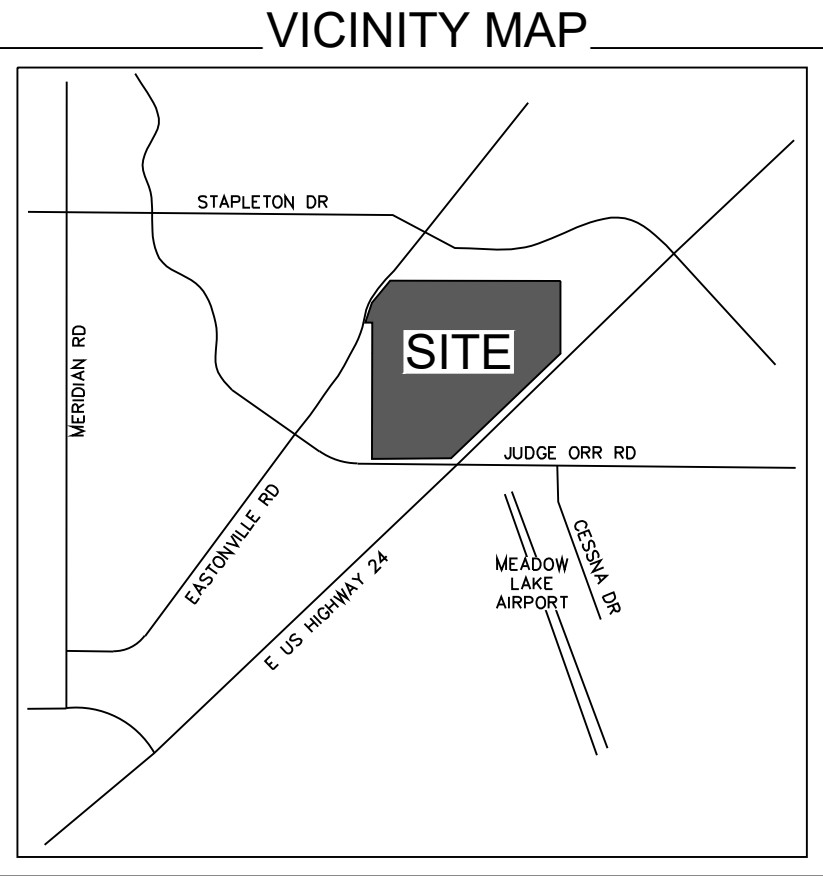 VICINITY MAP
STAPLETON DR
MERIDIAN RD
SITE
JUDGE ORR RD
EASTONVILLE RD
E US HIGHWAY 24
CESSNA DR
MEADOW
LAKE
AIRPORT